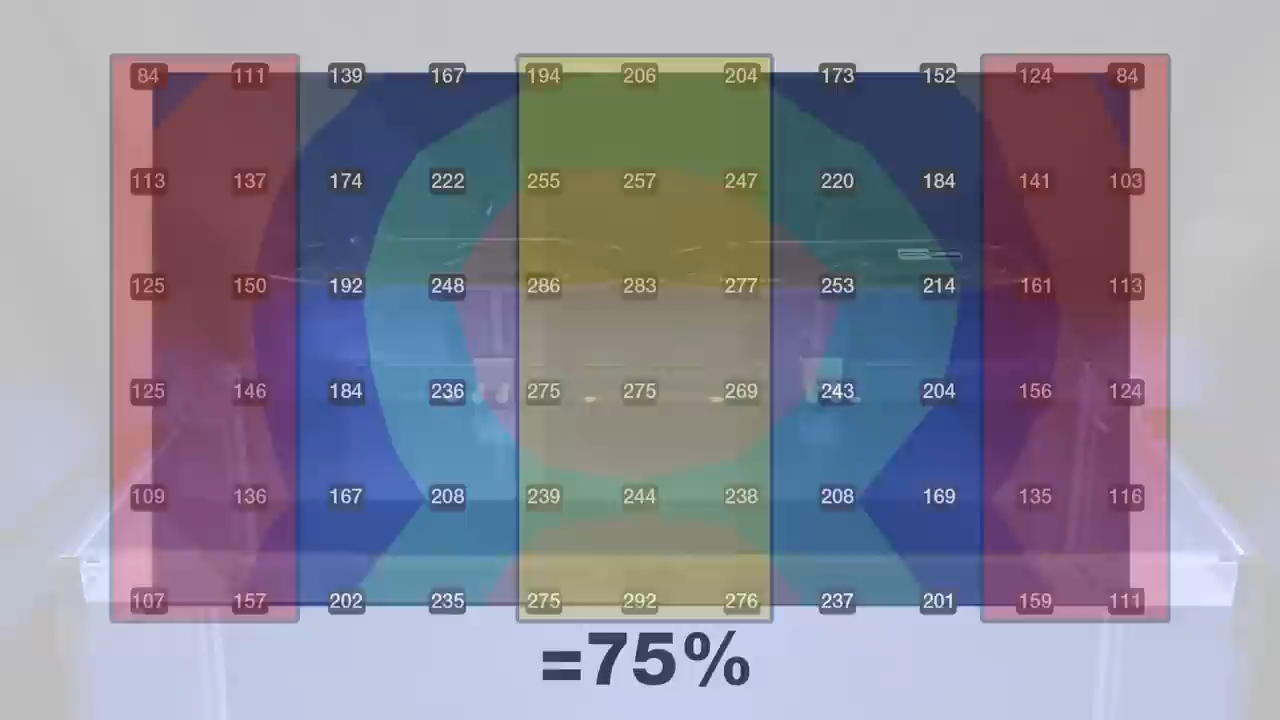 84 111 139 167 194 206 204 173 152 124 84
113 137 174 222 255 257 247 220 184 141 103
125 150 192 248 286 283 277 253 214 161 113
125 146 184 236 275 275 269 243 204 156 124
109 136 167 208 239 244 238 208 169 135 116
107 157 202 235 275 292 276 237 201 159 111
=75%